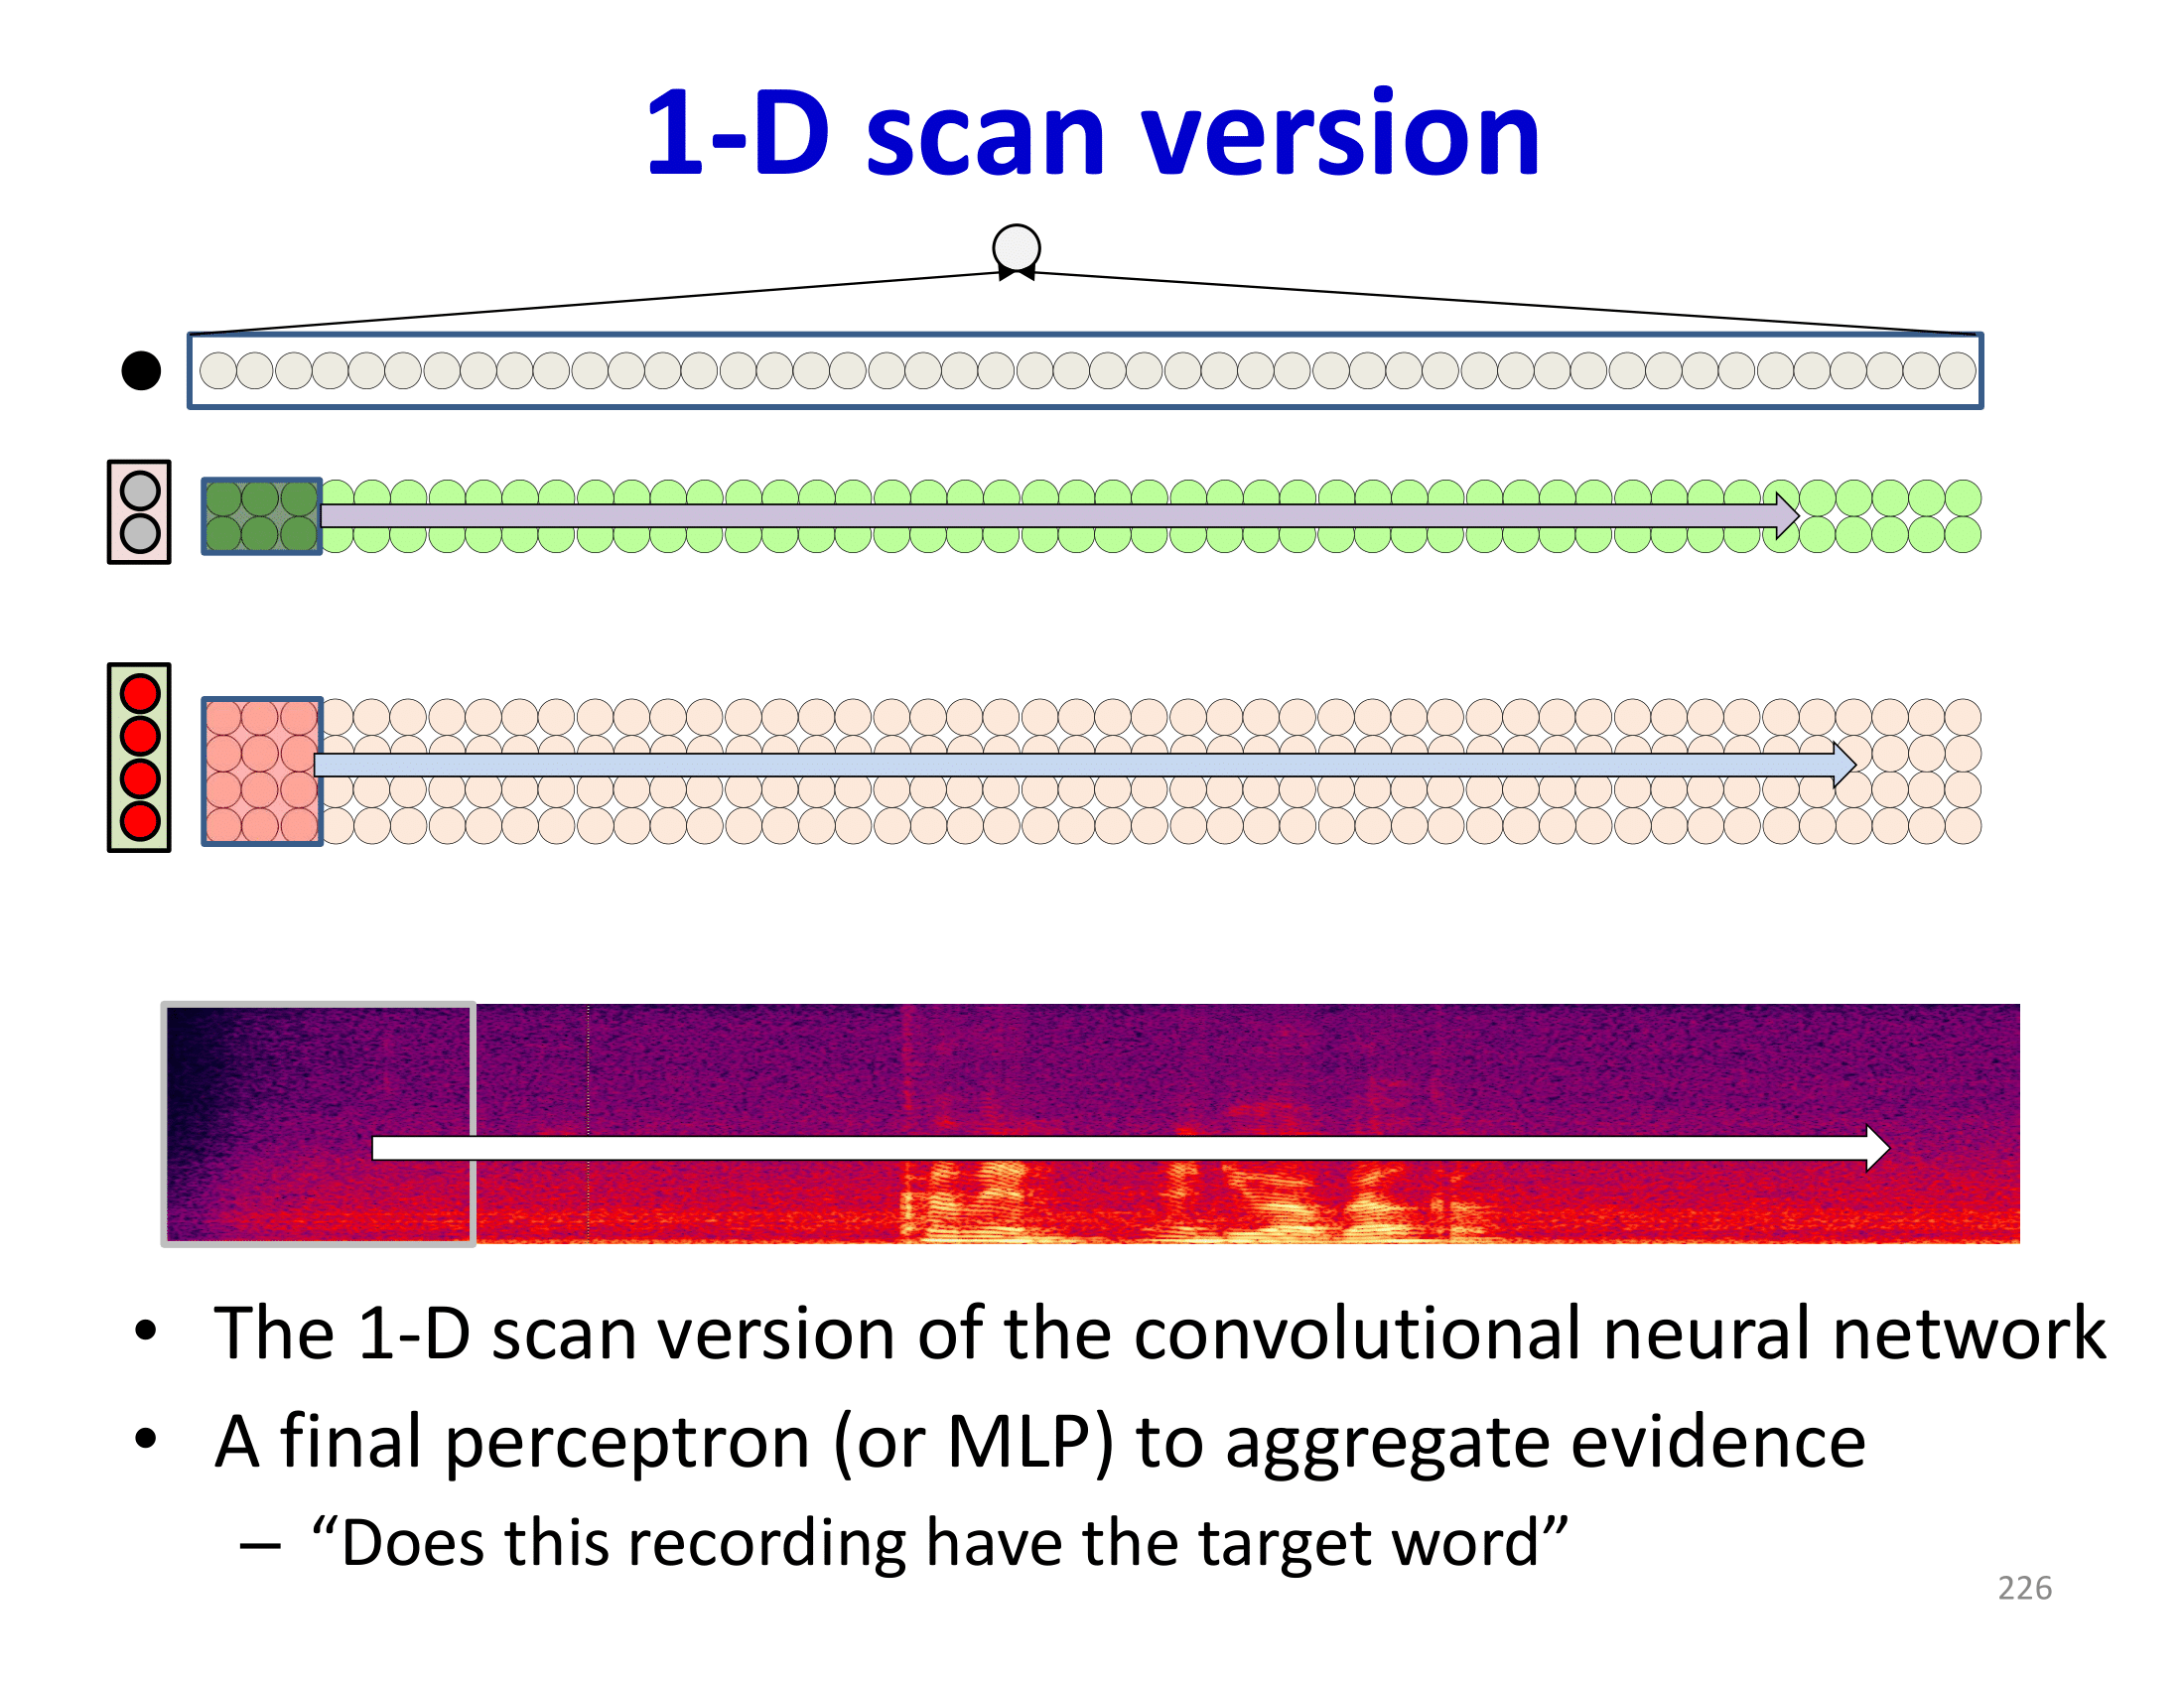 1-D scan version
• The 1-D scan version of the convolutional neural network
• A final perceptron (or MLP) to aggregate evidence
– “Does this recording have the target word”
226